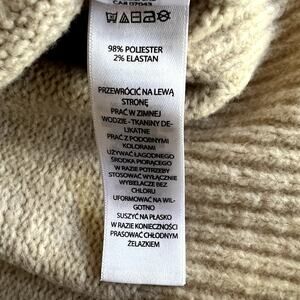 CA# 07043
98% POLIESTER
2% ELASTAN
PRZEWRÓCIĆ NA LEWĄ
STRONĘ
PRAĆ W ZIMNEJ
WODZIE - TKANINY DE-
LIKATNE
PRAĆ Z PODOBNYMI
KOLORAMI
UŻYWAĆ ŁAGODNEGO
ŚRODKA PIORĄCEGO
W RAZIE POTRZEBY
STOSOWAĆ WYŁĄCZNIE
WYBIELACZE BEZ
CHLORU
UFORMOWAĆ NA WIL-
GOTNO
SUSZYĆ NA PŁASKO
W RAZIE KONIECZNOŚCI
PRASOWAĆ CHŁODNYM
ŻELAZKIEM